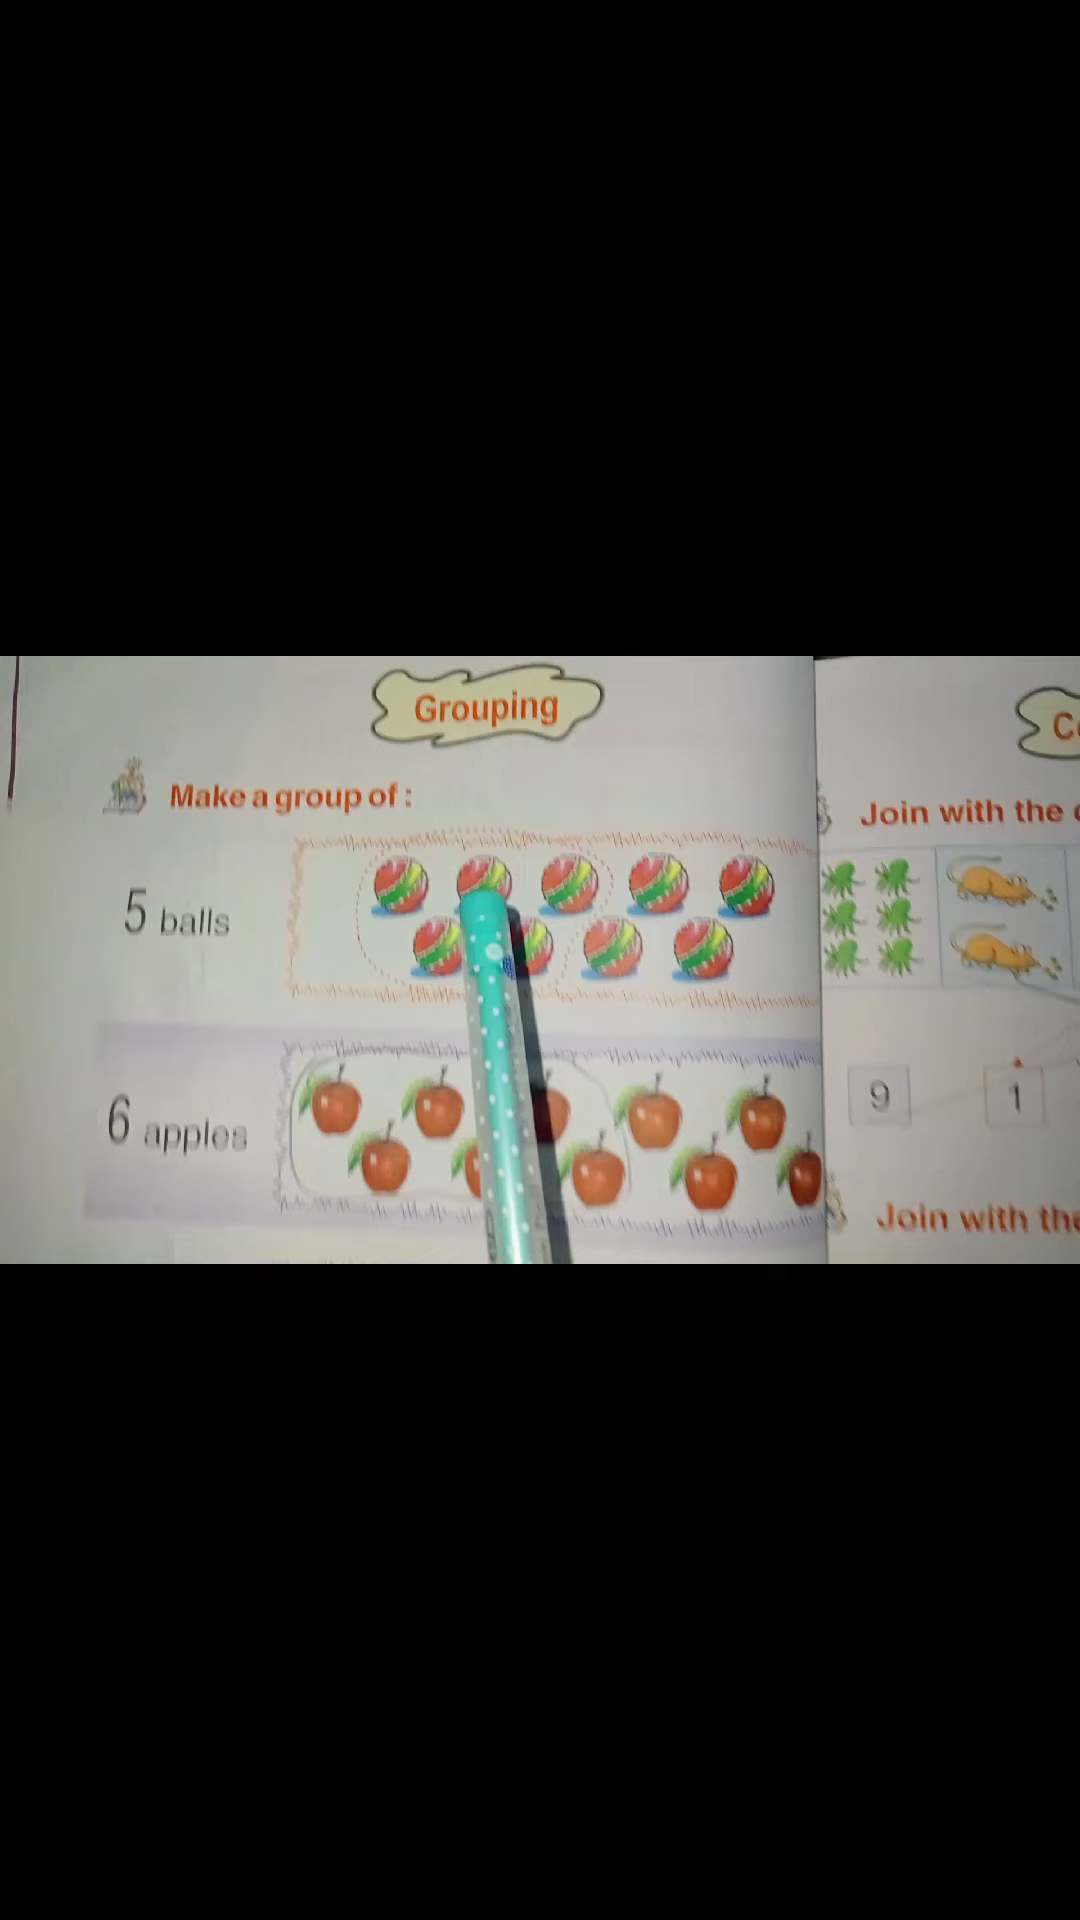 Grouping
Make a group of :
5 balls
6 apples
Join with the
9
1
Join with the